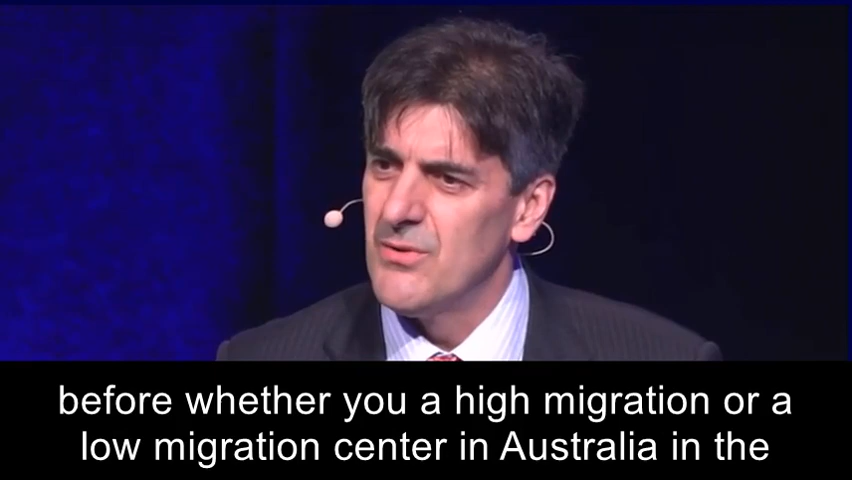 before whether you a high migration or a
low migration center in Australia in the